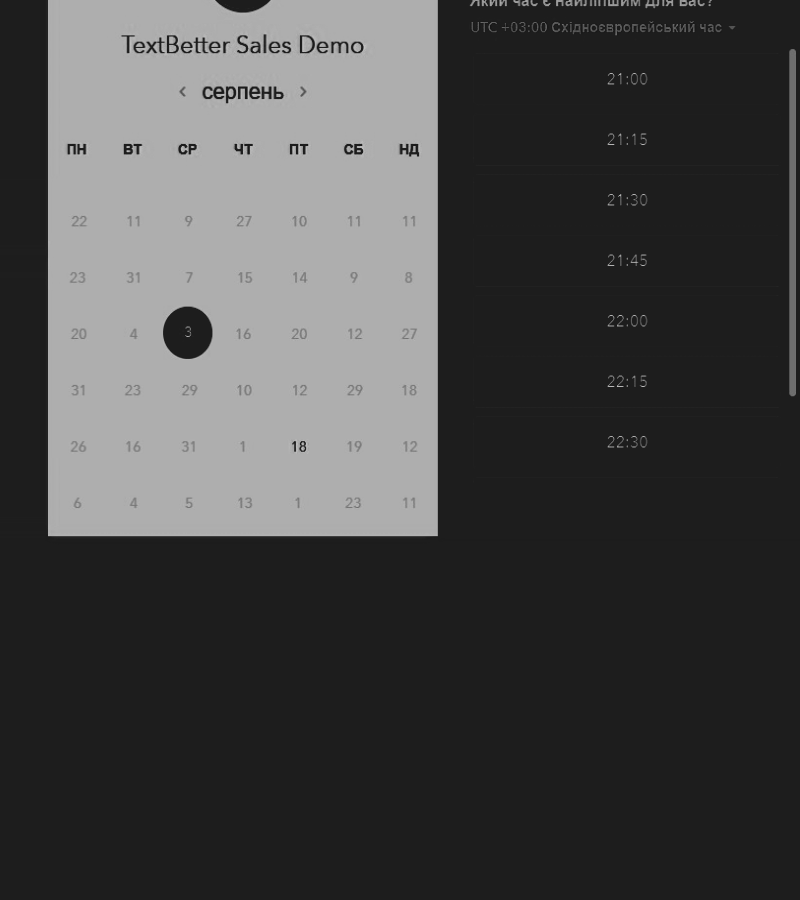 TextBetter Sales Demo
‹ серпень ›
ПН ВТ СР ЧТ ПТ СБ НД
22 11 9 27 10 11 11
23 31 7 15 14 9 8
20 4 3 16 20 12 27
31 23 29 10 12 29 18
26 16 31 1 18 19 12
6 4 5 13 1 23 11
Який час є найліпшим для вас?
UTC +03:00 Східноєвропейський час
21:00
21:15
21:30
21:45
22:00
22:15
22:30